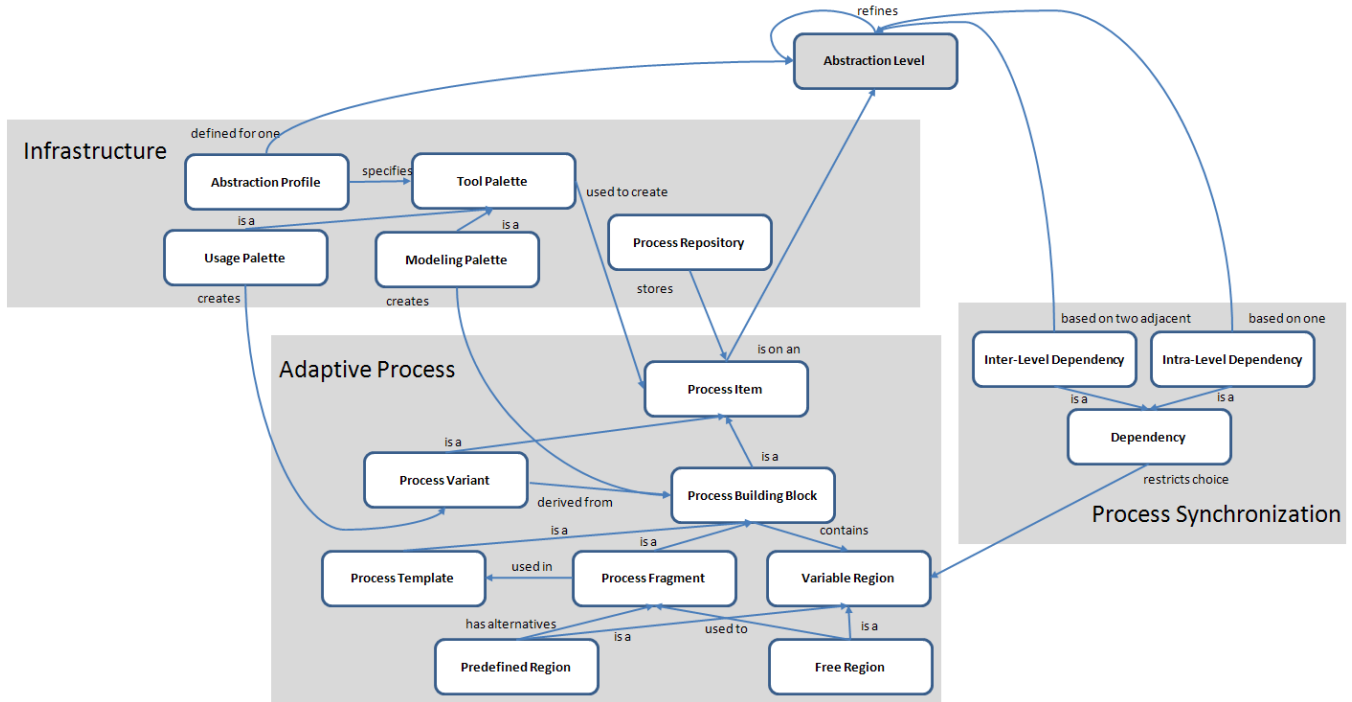 refines
Abstraction Level
defined for one
Infrastructure
Abstraction Profile
specifies
Tool Palette
used to create
is a
is a
Usage Palette
Modeling Palette
Process Repository
creates
creates
stores
based on two adjacent
based on one
is on an
Adaptive Process
Inter-Level Dependency
Intra-Level Dependency
Process Item
is a
is a
Dependency
is a
is a
Process Variant
derived from
Process Building Block
restricts choice
Process Synchronization
is a
is a
contains
Process Template
used in
Process Fragment
Variable Region
has alternatives
is a
used to
is a
Predefined Region
Free Region